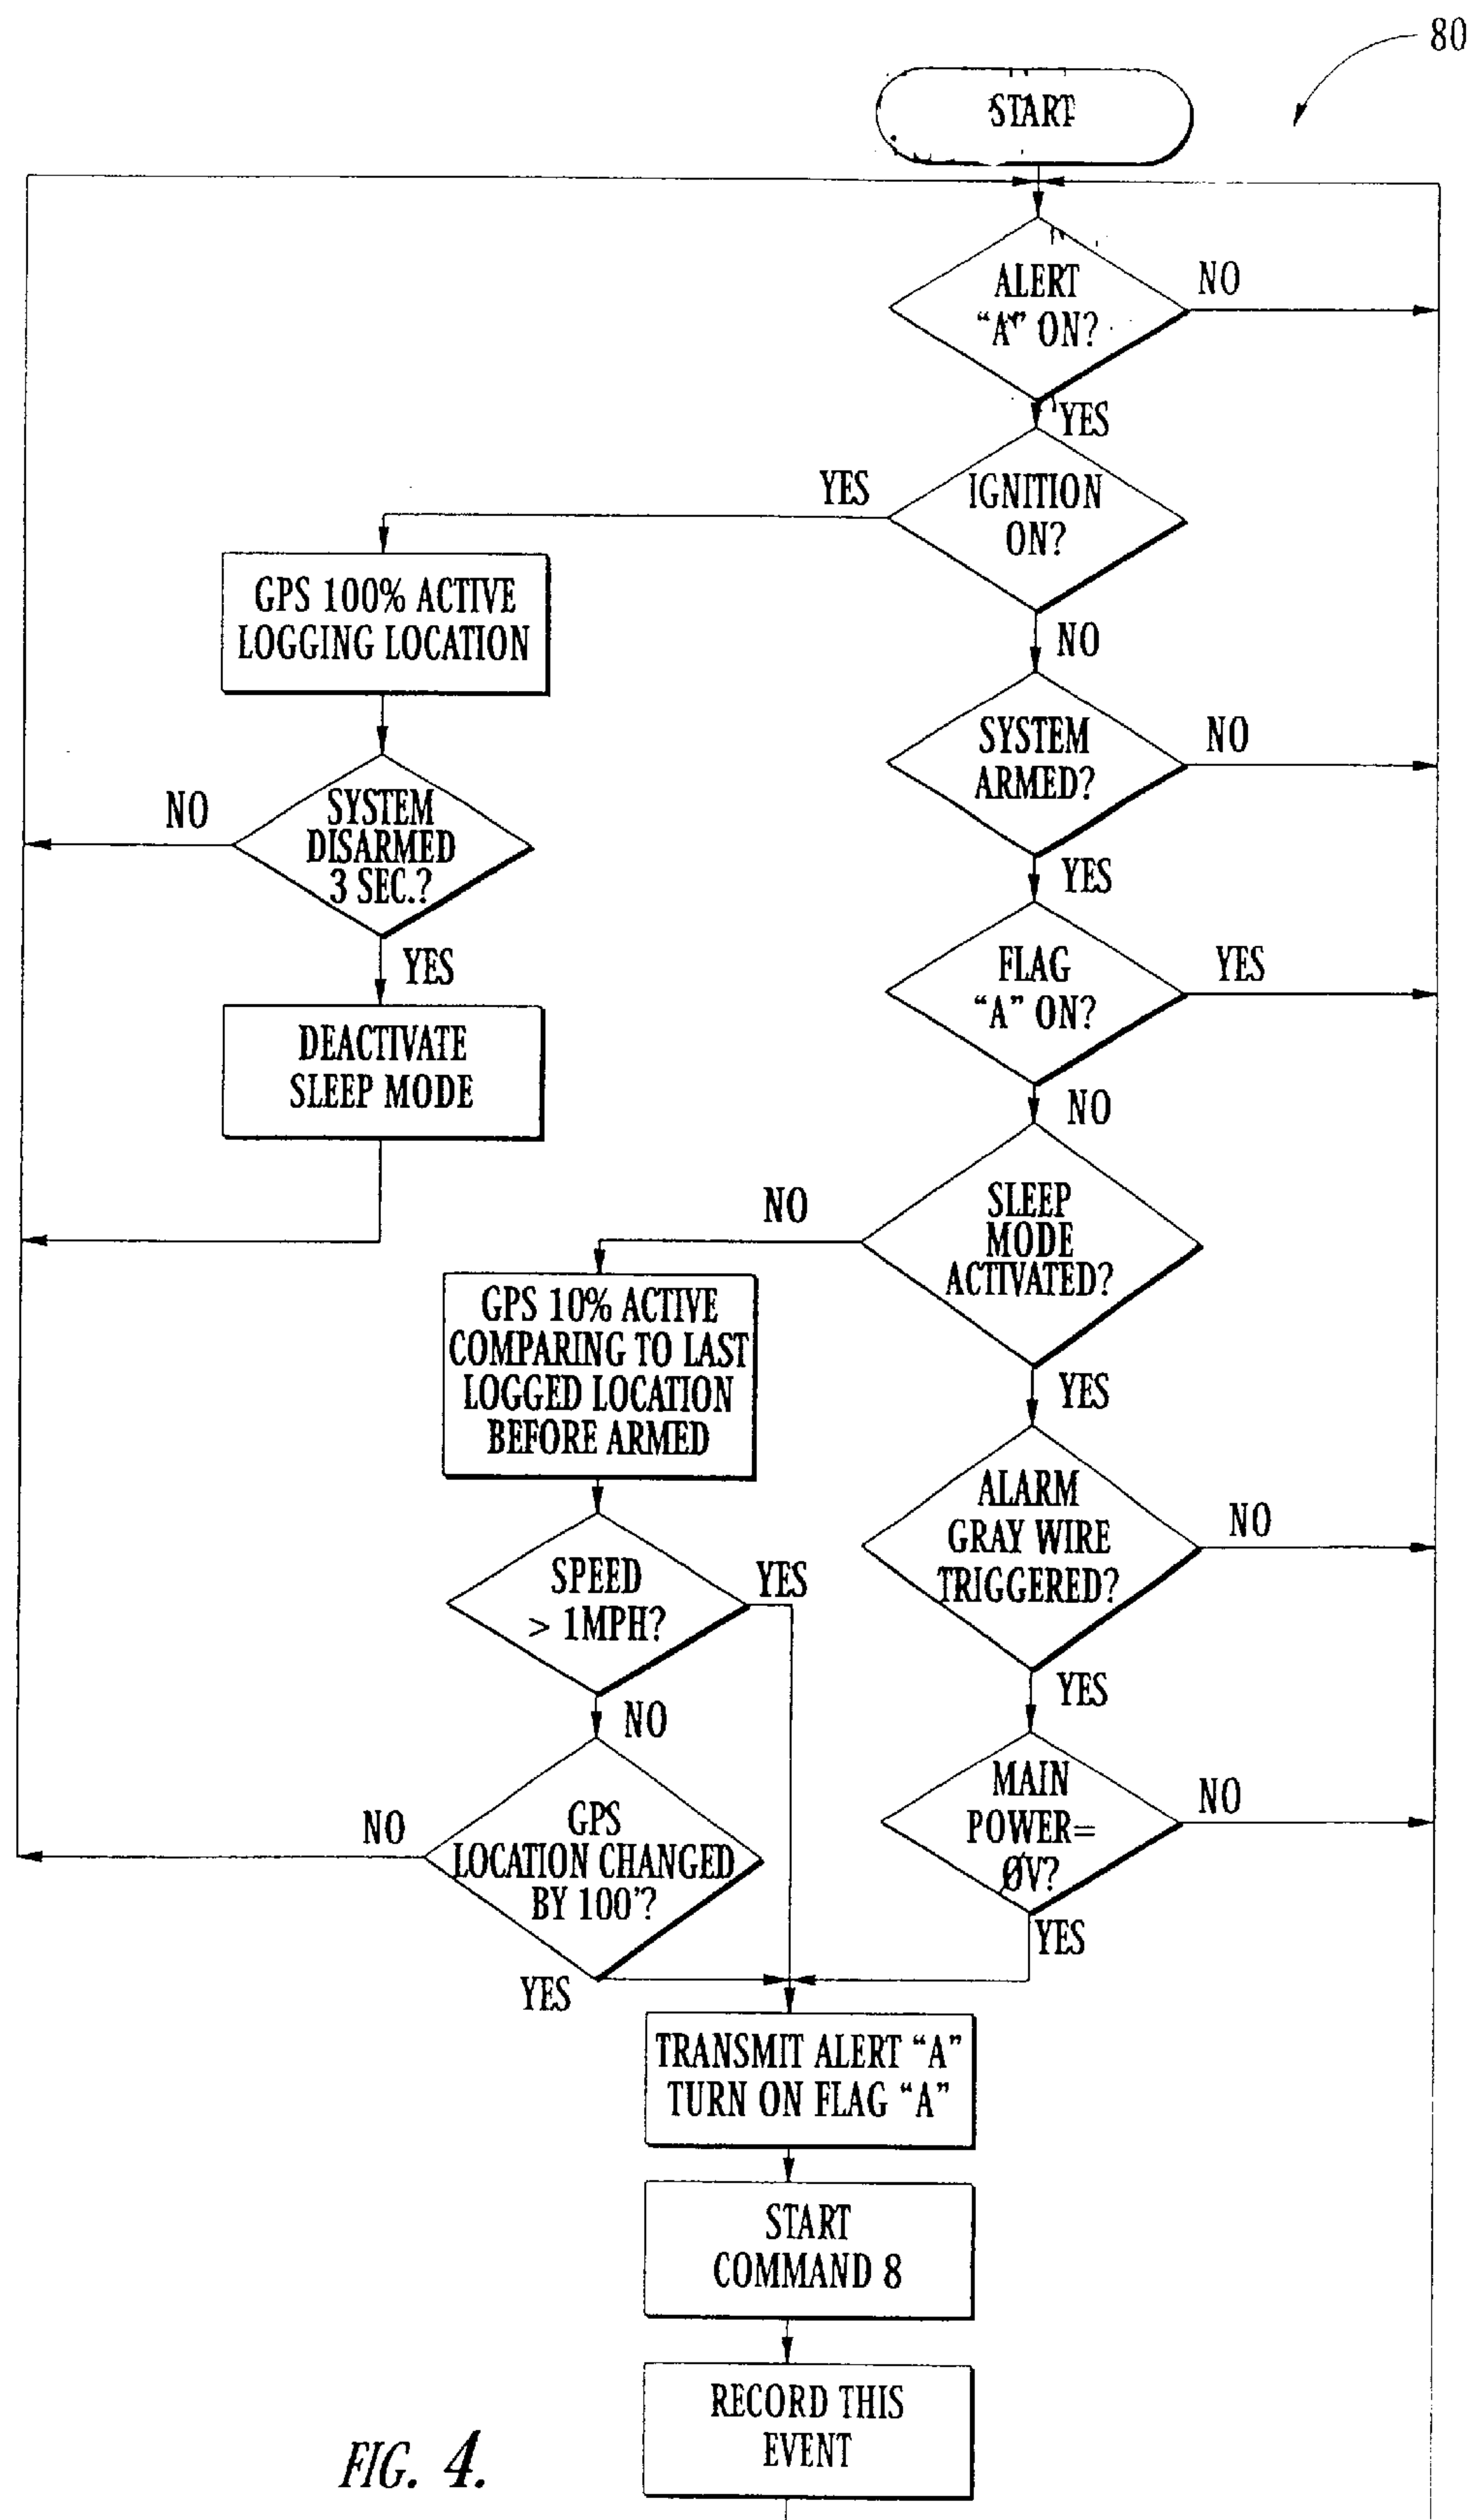 80
START
ALERT
"A" ON?
NO
YES
IGNITION
ON?
YES
NO
GPS 100% ACTIVE
LOGGING LOCATION
SYSTEM
ARMED?
NO
YES
SYSTEM
DISARMED
3 SEC.?
NO
YES
FLAG
"A" ON?
YES
NO
DEACTIVATE
SLEEP MODE
SLEEP
MODE
ACTIVATED?
NO
YES
GPS 10% ACTIVE
COMPARING TO LAST
LOGGED LOCATION
BEFORE ARMED
ALARM
GRAY WIRE
TRIGGERED?
NO
YES
SPEED
> 1MPH?
YES
NO
MAIN
POWER=
ØV?
NO
YES
GPS
LOCATION CHANGED
BY 100'?
NO
YES
TRANSMIT ALERT "A"
TURN ON FLAG "A"
START
COMMAND 8
RECORD THIS
EVENT
FIG. 4.